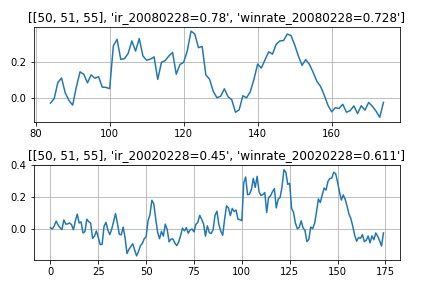 [[50, 51, 55], 'ir_20080228=0.78', 'winrate_20080228=0.728']
0.2
0.0
80 100 120 140 160
[[50, 51, 55], 'ir_20020228=0.45', 'winrate_20020228=0.611']
0.4
0.2
0.0
0 25 50 75 100 125 150 175